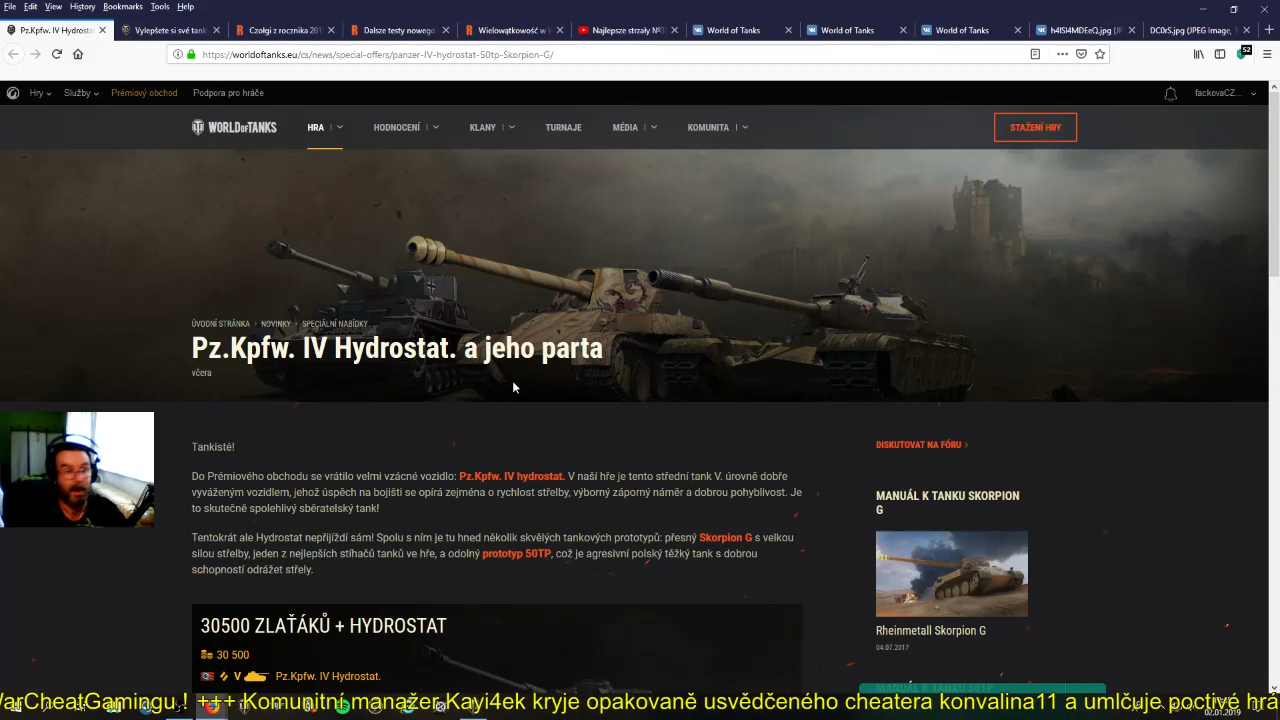 File Edit View History Bookmarks Tools Help
Pz.Kpfw. IV Hydrostat
Vylepšete si své tank
Czołgi z rocznika 201
Dalsze testy nowego
Wielowątkowość w
Najlepsze strzały №8
World of Tanks
World of Tanks
World of Tanks
h4lSl4MDEeQ.jpg (JP
DC0rS.jpg (JPEG Image,
https://worldoftanks.eu/cs/news/special-offers/panzer-IV-hydrostat-50tp-Skorpion-G/
52
Hry Služby Prémiový obchod Podpora pro hráče
fackovaCZ...
WORLD OF TANKS
HRA HODNOCENÍ KLANY TURNAJE MÉDIA KOMUNITA
STAŽENÍ HRY
ÚVODNÍ STRÁNKA > NOVINKY > SPECIÁLNÍ NABÍDKY
Pz.Kpfw. IV Hydrostat. a jeho parta
včera
Tankisté!
Do Prémiového obchodu se vrátilo velmi vzácné vozidlo: Pz.Kpfw. IV hydrostat. V naší hře je tento střední tank V. úrovně dobře
vyváženým vozidlem, jehož úspěch na bojišti se opírá zejména o rychlost střelby, výborný záporný náměr a dobrou pohyblivost. Je
to skutečně spolehlivý sběratelský tank!
Tentokrát ale Hydrostat nepřijíždí sám! Spolu s ním je tu hned několik skvělých tankových prototypů: přesný Skorpion G s velkou
silou střelby, jeden z nejlepších stíhačů tanků ve hře, a odolný prototyp 50TP, což je agresivní polský těžký tank s dobrou
schopností odrážet střely.
30500 ZLAŤÁKŮ + HYDROSTAT
30 500
V Pz.Kpfw. IV Hydrostat.
DISKUTOVAT NA FÓRU >
MANUÁL K TANKU SKORPION
G
Rheinmetall Skorpion G
04.07.2017
MANUÁL K TANKU 50TP
WarCheatGamingu.! +++ Komunitní manažer Kayi4ek kryje opakovaně usvědčeného cheatera konvalina11 a umlčuje poctivé hrá
02.01.2019